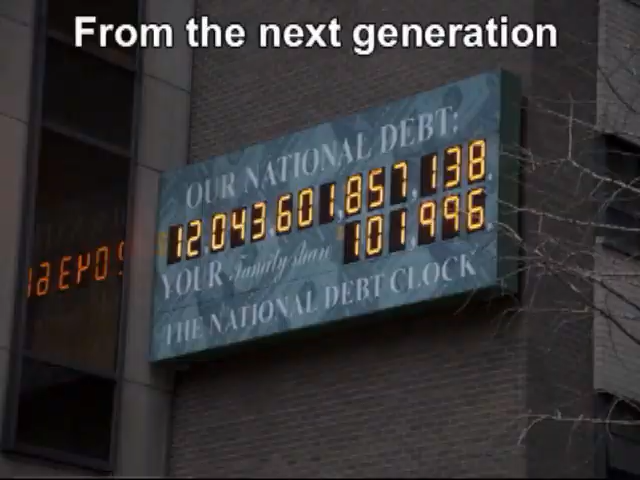 From the next generation
OUR NATIONAL DEBT:
$12,043,601,857,138.
YOUR Family share $101,996.
THE NATIONAL DEBT CLOCK